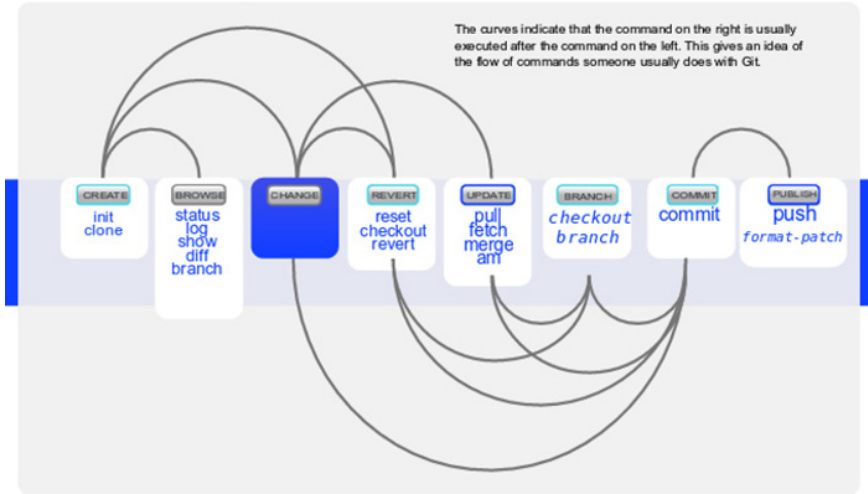 The curves indicate that the command on the right is usually
executed after the command on the left. This gives an idea of
the flow of commands someone usually does with Git.
CREATE
init
clone
BROWSE
status
log
show
diff
branch
CHANGE
REVERT
reset
checkout
revert
UPDATE
pull
fetch
merge
am
BRANCH
checkout
branch
COMMIT
commit
PUBLISH
push
format-patch